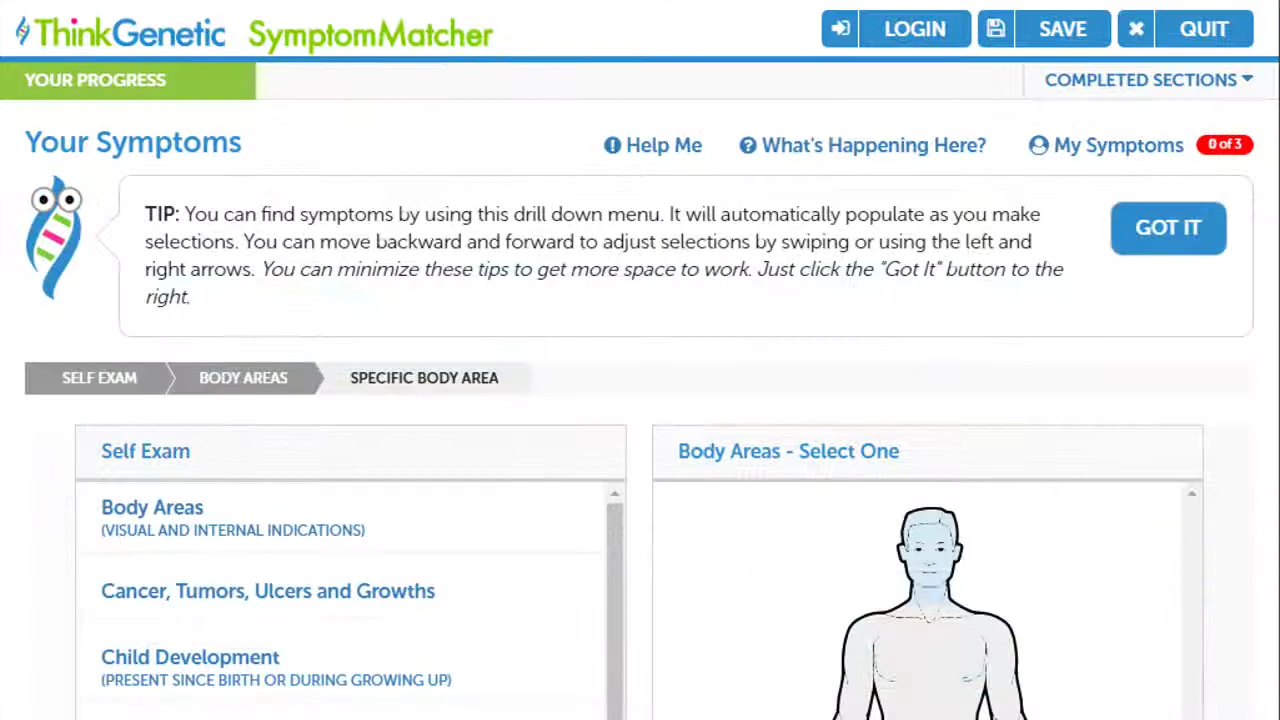 ThinkGenetic SymptomMatcher
LOGIN
SAVE
QUIT
YOUR PROGRESS
COMPLETED SECTIONS
Your Symptoms
Help Me
What's Happening Here?
My Symptoms
0 of 3
TIP: You can find symptoms by using this drill down menu. It will automatically populate as you make
selections. You can move backward and forward to adjust selections by swiping or using the left and
right arrows. You can minimize these tips to get more space to work. Just click the "Got It" button to the
right.
GOT IT
SELF EXAM
BODY AREAS
SPECIFIC BODY AREA
Self Exam
Body Areas
(VISUAL AND INTERNAL INDICATIONS)
Cancer, Tumors, Ulcers and Growths
Child Development
(PRESENT SINCE BIRTH OR DURING GROWING UP)
Body Areas - Select One